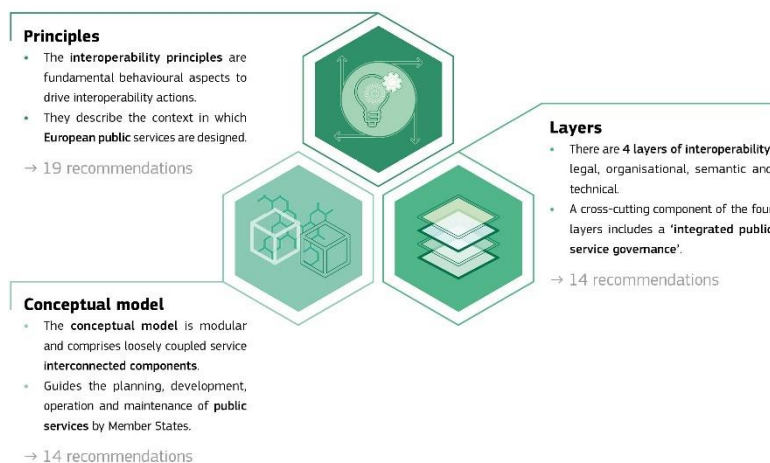 Principles
• The interoperability principles are
fundamental behavioural aspects to
drive interoperability actions.
• They describe the context in which
European public services are designed.
→ 19 recommendations
Layers
• There are 4 layers of interoperability
legal, organisational, semantic and
technical.
• A cross-cutting component of the four
layers includes a ‘integrated public
service governance’.
→ 14 recommendations
Conceptual model
• The conceptual model is modular
and comprises loosely coupled service
interconnected components.
• Guides the planning, development,
operation and maintenance of public
services by Member States.
→ 14 recommendations